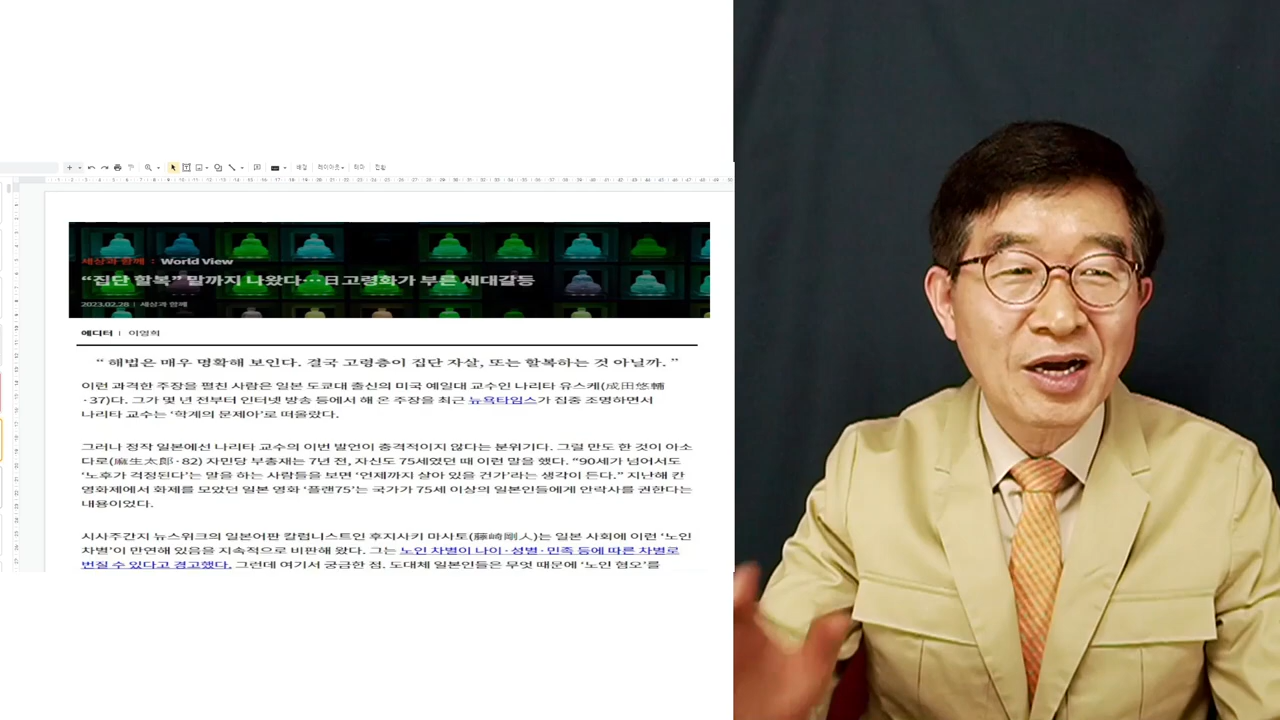 배경
레이아웃
테마
전환
세상과 함께 : World View
“집단 할복” 말까지 나왔다…日고령화가 부른 세대갈등
2023.02.28 | 세상과 함께
에디터 | 이영희
“ 해법은 매우 명확해 보인다. 결국 고령층이 집단 자살, 또는 할복하는 것 아닐까. ”
이런 과격한 주장을 펼친 사람은 일본 도쿄대 출신의 미국 예일대 교수인 나리타 유스케(成田悠輔
·37)다. 그가 몇 년 전부터 인터넷 방송 등에서 해 온 주장을 최근 뉴욕타임스가 집중 조명하면서
나리타 교수는 ‘학계의 문제아’로 떠올랐다.
그러나 정작 일본에선 나리타 교수의 이번 발언이 충격적이지 않다는 분위기다. 그럴 만도 한 것이 아소
다로(麻生太郎·82) 자민당 부총재는 7년 전, 자신도 75세였던 때 이런 말을 했다. “90세가 넘어서도
‘노후가 걱정된다’는 말을 하는 사람들을 보면 ‘언제까지 살아 있을 건가’라는 생각이 든다.” 지난해 칸
영화제에서 화제를 모았던 일본 영화 ‘플랜75’는 국가가 75세 이상의 일본인들에게 안락사를 권한다는
내용이었다.
시사주간지 뉴스위크의 일본어판 칼럼니스트인 후지사키 마사토(藤崎剛人)는 일본 사회에 이런 ‘노인
차별’이 만연해 있음을 지속적으로 비판해 왔다. 그는 노인 차별이 나이·성별·민족 등에 따른 차별로
번질 수 있다고 경고했다. 그런데 여기서 궁금한 점. 도대체 일본인들은 무엇 때문에 ‘노인 혐오’를